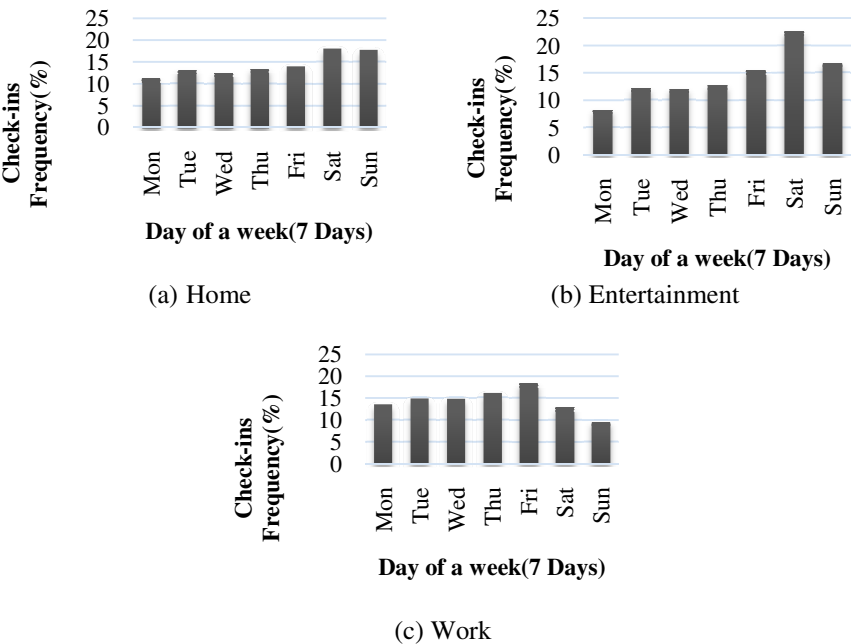 25
20
15
10
5
0
Check-ins
Frequency(%)
Mon
Tue
Wed
Thu
Fri
Sat
Sun
Day of a week(7 Days)
(a) Home
25
20
15
10
5
0
Check-ins
Frequency(%)
Mon
Tue
Wed
Thu
Fri
Sat
Sun
Day of a week(7 Days)
(b) Entertainment
25
20
15
10
5
0
Check-ins
Frequency(%)
Mon
Tue
Wed
Thu
Fri
Sat
Sun
Day of a week(7 Days)
(c) Work